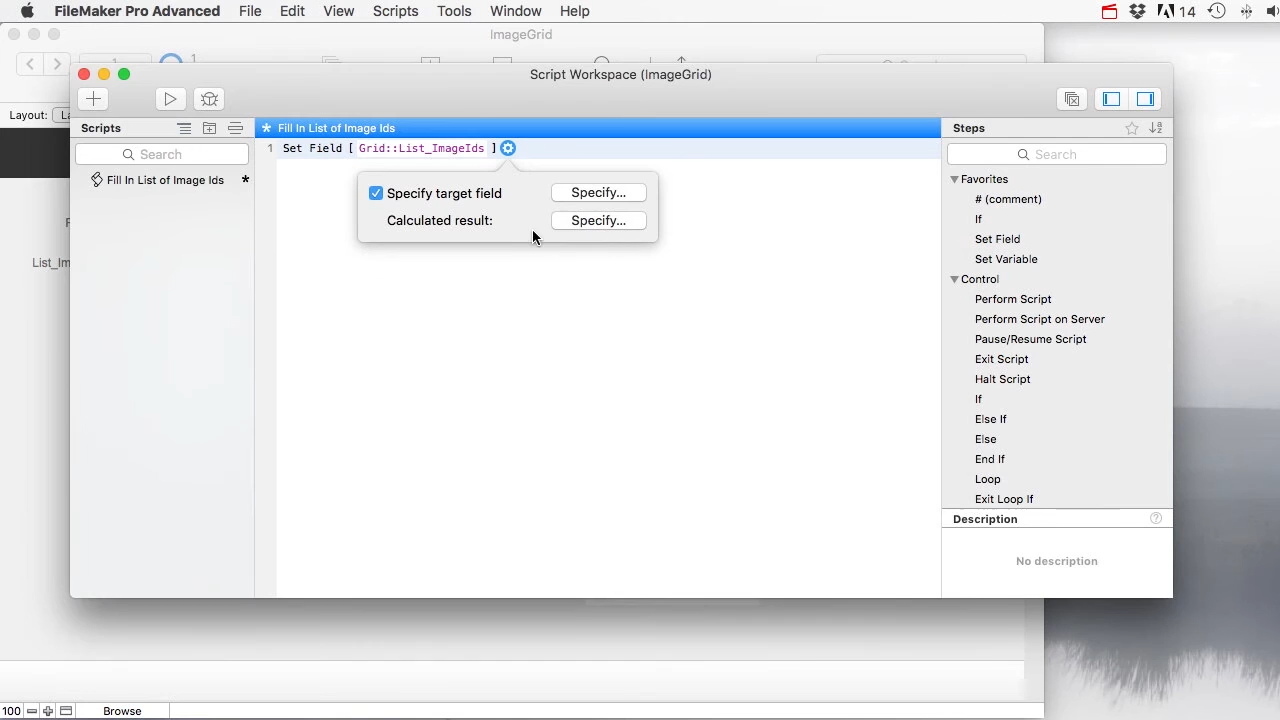 FileMaker Pro Advanced File Edit View Scripts Tools Window Help 14
ImageGrid
Script Workspace (ImageGrid)
Layout:
Scripts
* Fill In List of Image Ids
Steps
Search
1 Set Field [ Grid::List_ImageIds ]
Search
Fill In List of Image Ids *
Specify target field Specify...
Calculated result: Specify...
List_Im
Favorites
# (comment)
If
Set Field
Set Variable
Control
Perform Script
Perform Script on Server
Pause/Resume Script
Exit Script
Halt Script
If
Else If
Else
End If
Loop
Exit Loop If
Description
No description
100 Browse